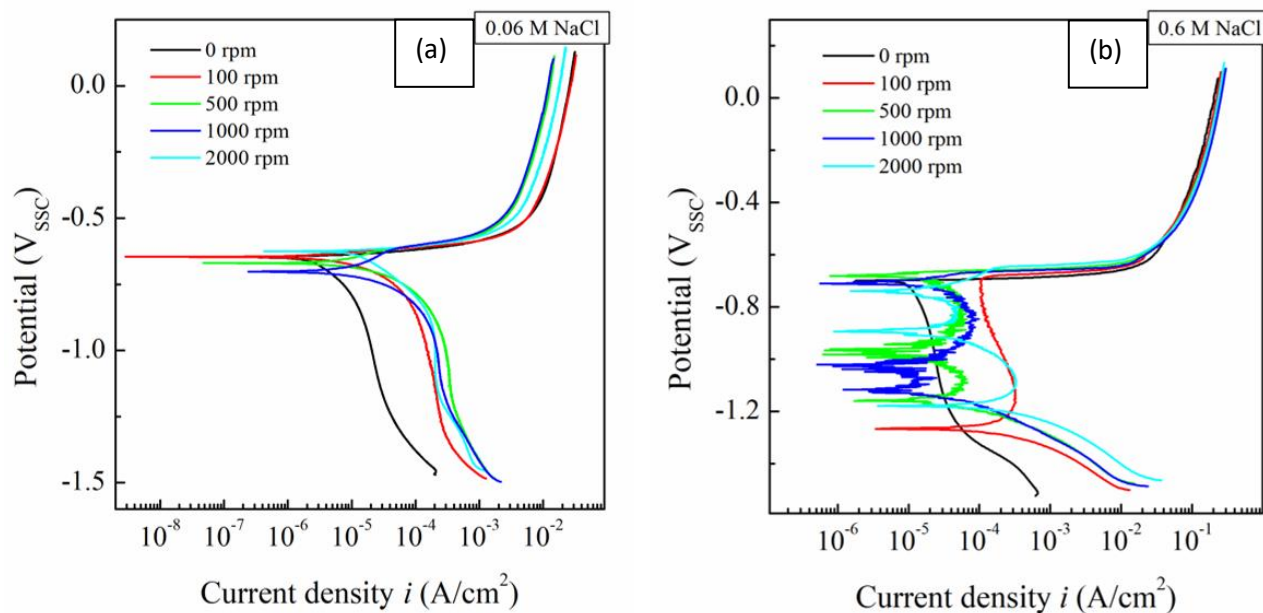 (a)
0.06 M NaCl
0 rpm
100 rpm
500 rpm
1000 rpm
2000 rpm
0.0
-0.5
-1.0
-1.5
Potential (V_SSC)
10⁻⁸ 10⁻⁷ 10⁻⁶ 10⁻⁵ 10⁻⁴ 10⁻³ 10⁻²
Current density i (A/cm²)
(b)
0.6 M NaCl
0 rpm
100 rpm
500 rpm
1000 rpm
2000 rpm
0.0
-0.4
-0.8
-1.2
Potential (V_SSC)
10⁻⁶ 10⁻⁵ 10⁻⁴ 10⁻³ 10⁻² 10⁻¹
Current density i (A/cm²)